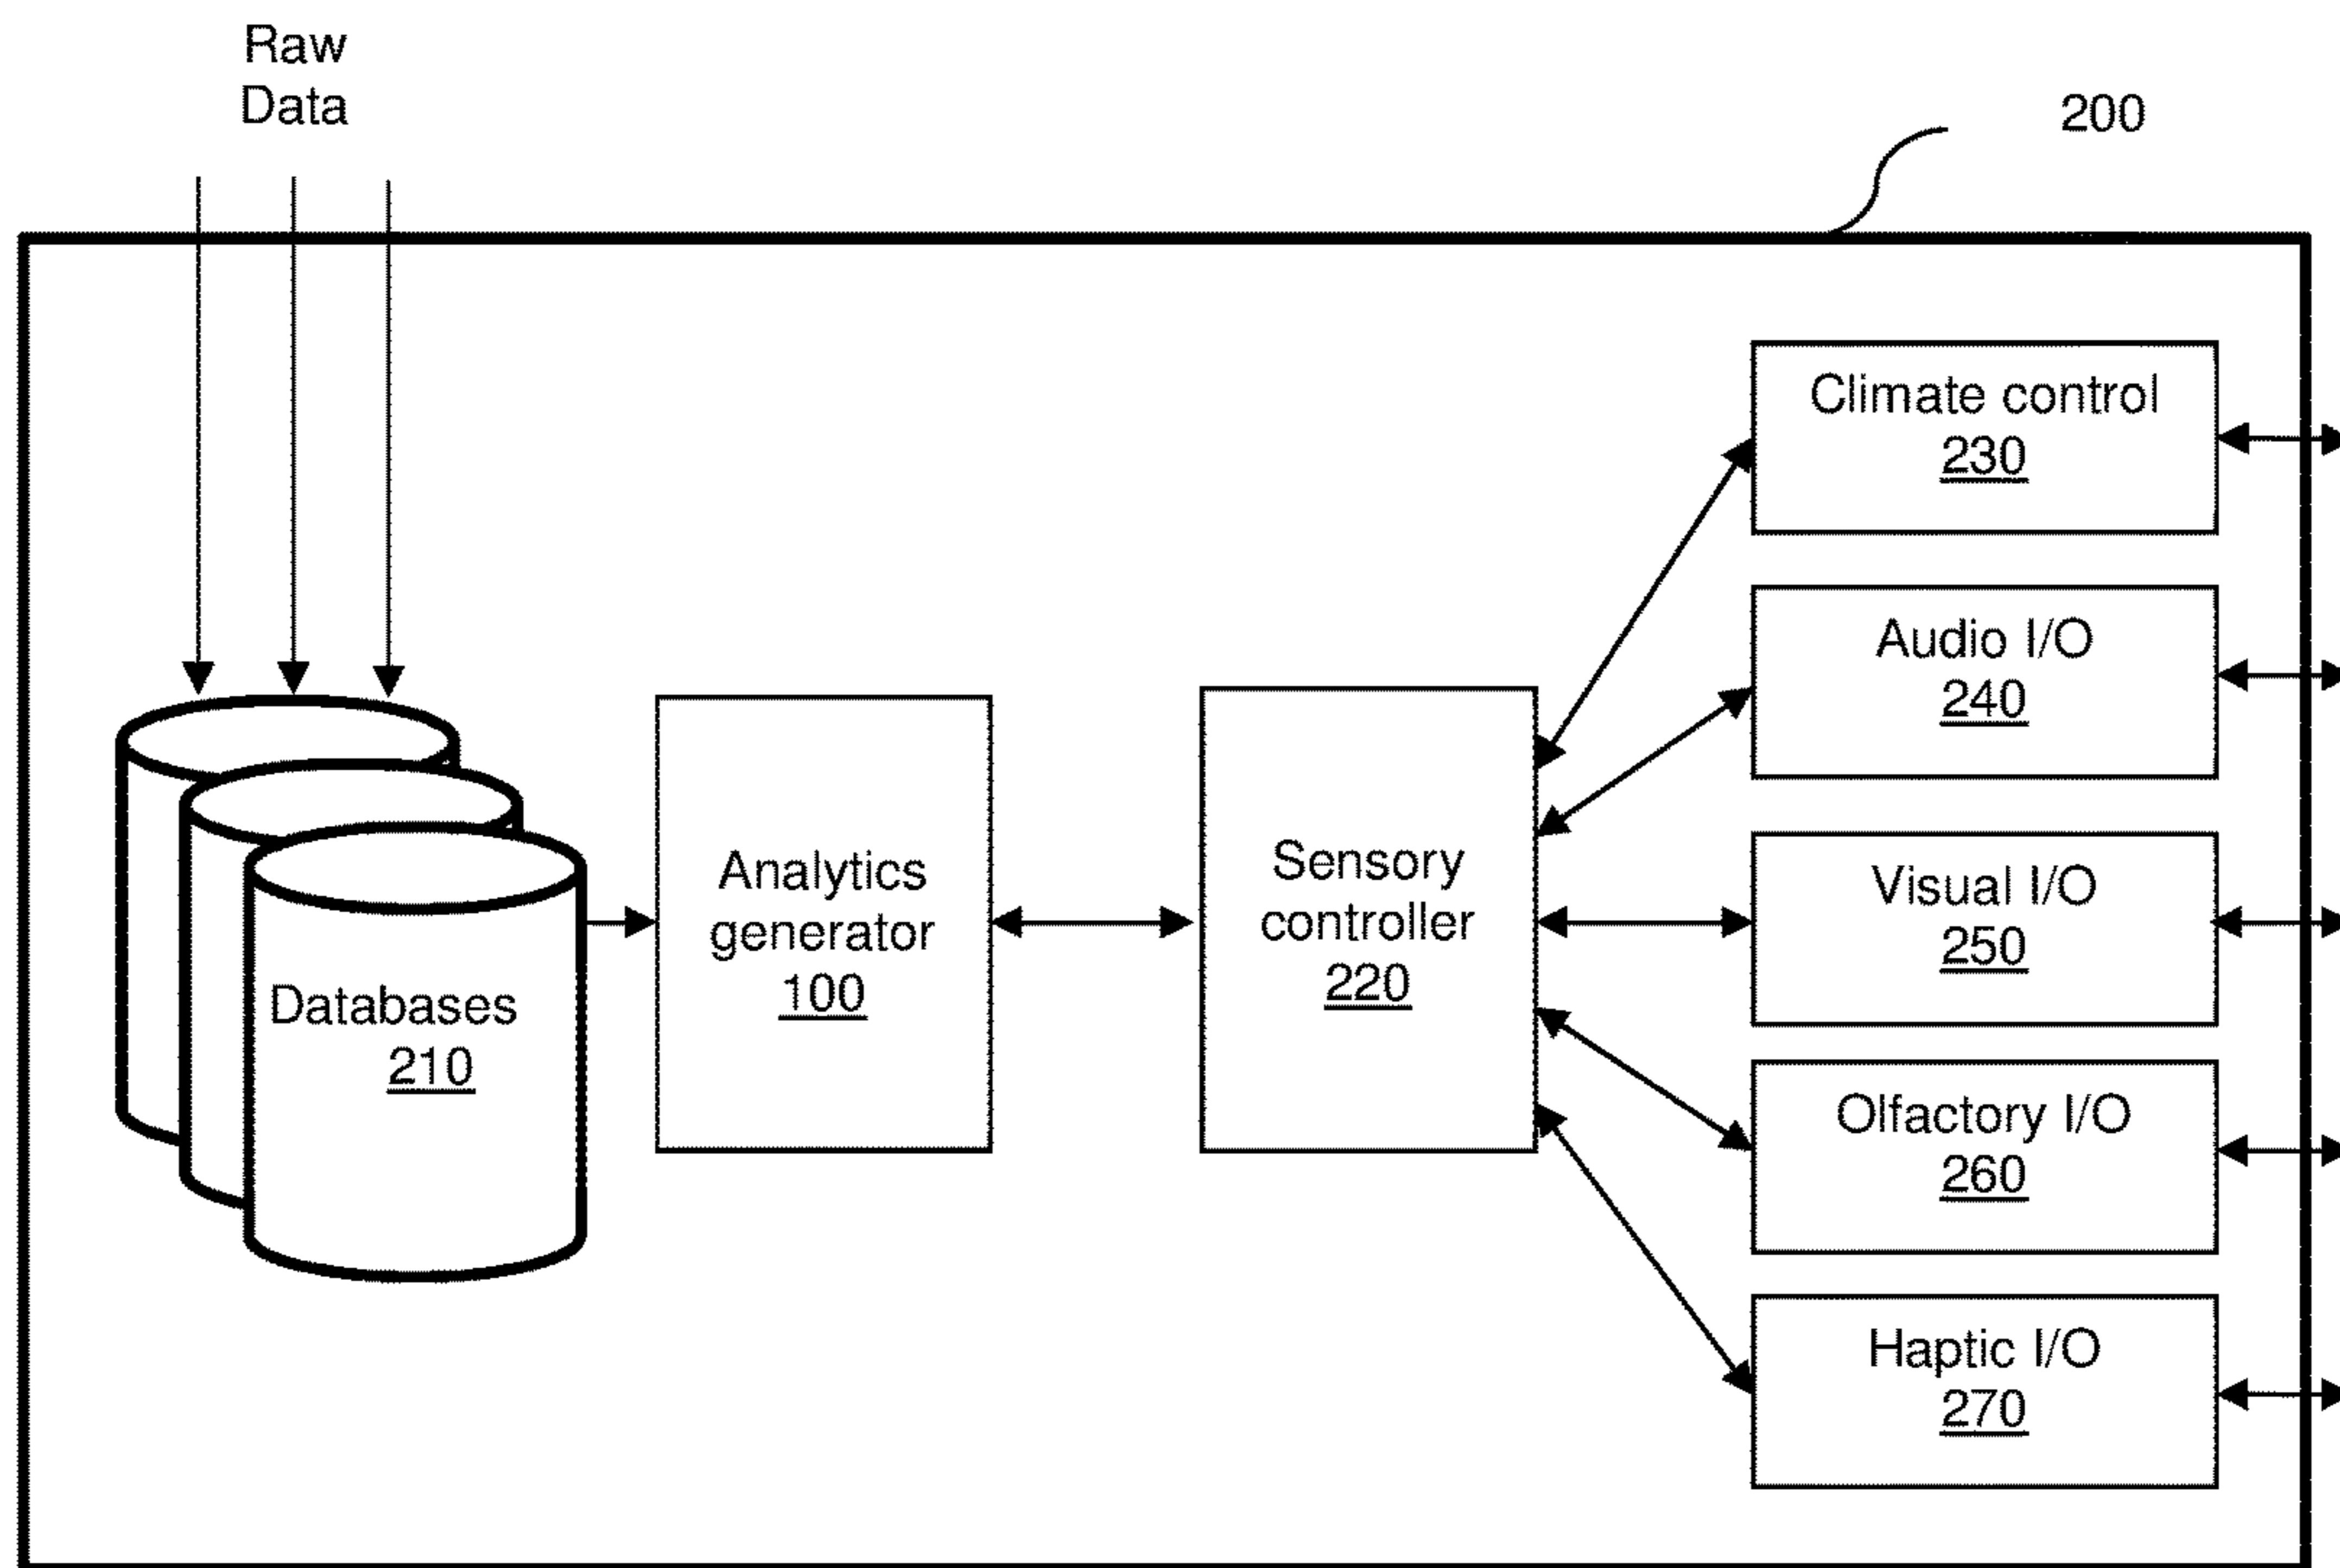 Raw
Data
200
Climate control
230
Audio I/O
240
Sensory
controller
220
Analytics
generator
100
Visual I/O
250
Databases
210
Olfactory I/O
260
Haptic I/O
270